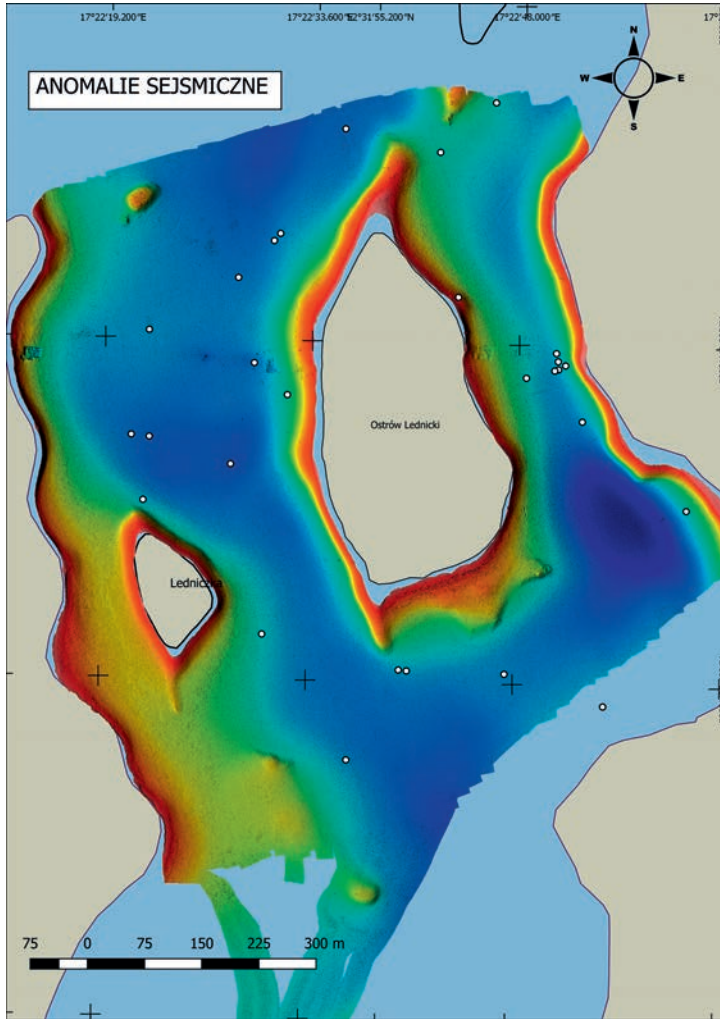 17°22'19.200"E 17°22'33.600"E 52°31'55.200"N 17°22'48.000"E
ANOMALIE SEJSMICZNE
N
W E
S
Ostrów Lednicki
Ledniczka
75 0 75 150 225 300 m